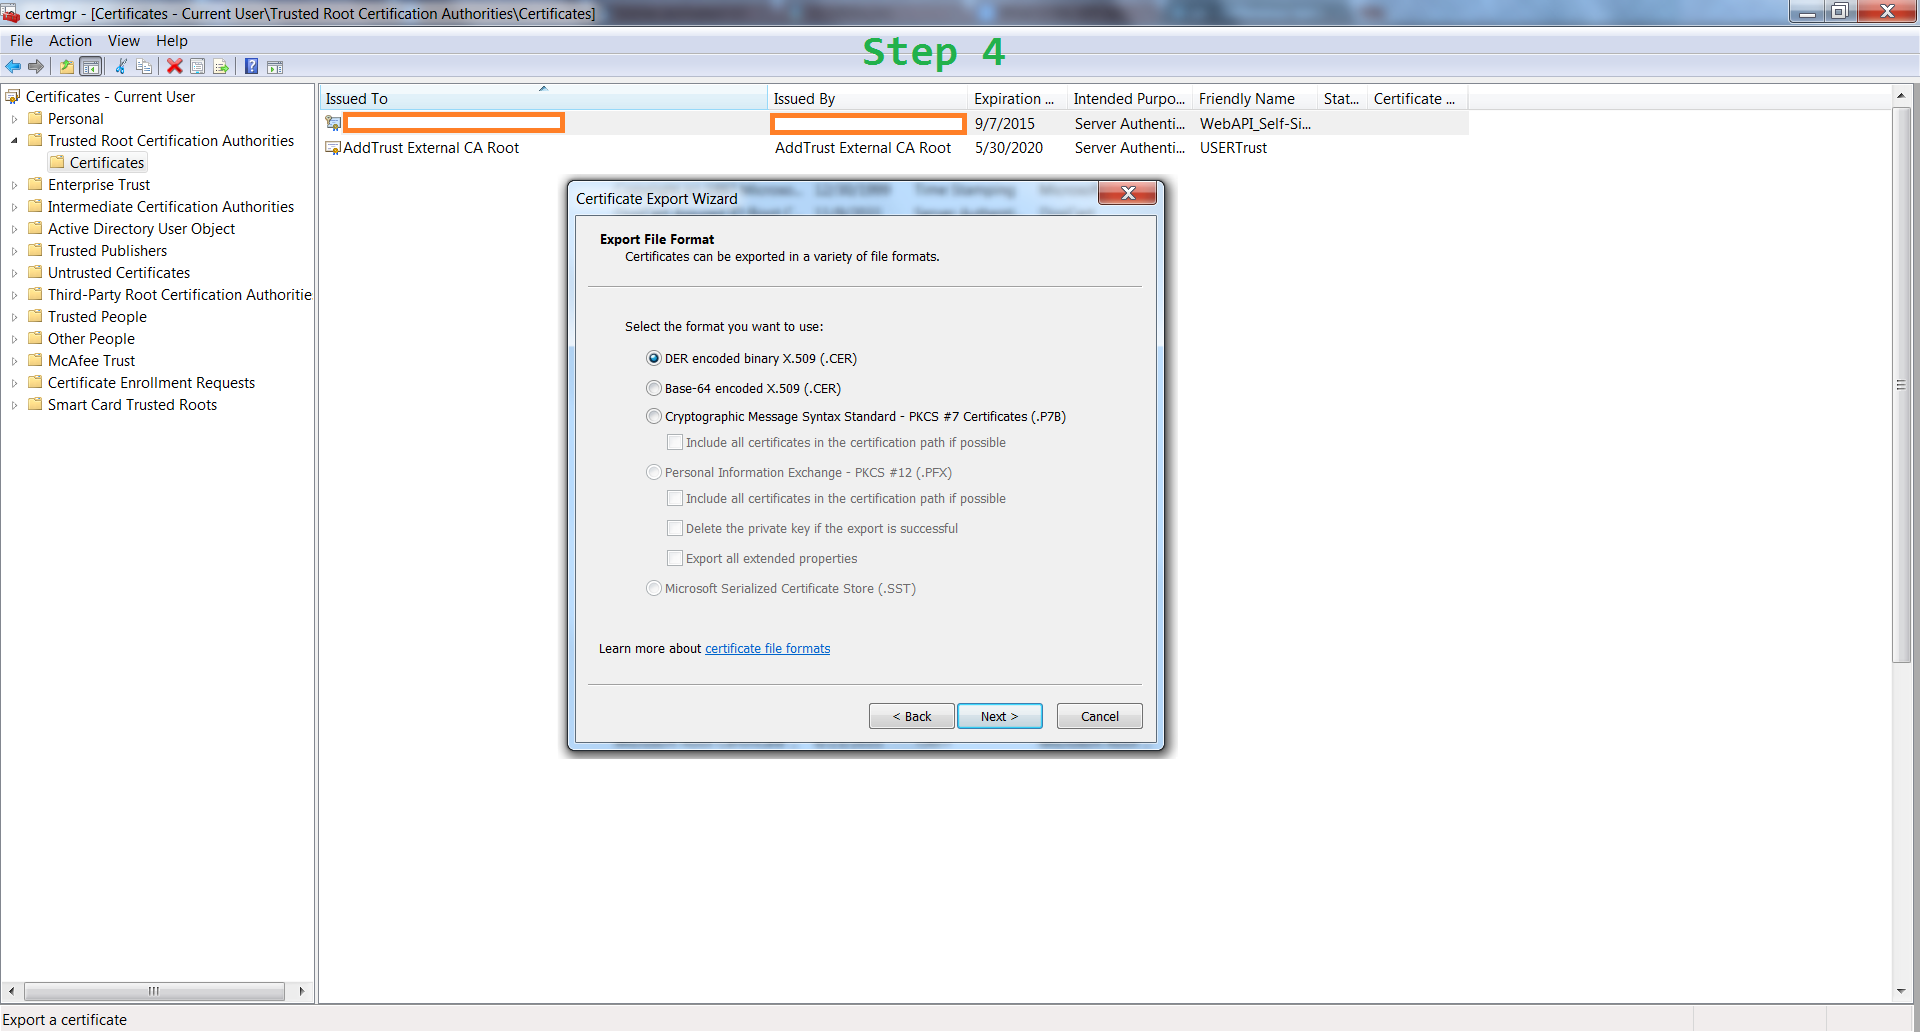 certmgr - [Certificates - Current User\Trusted Root Certification Authorities\Certificates]
File Action View Help
Step 4
Certificates - Current User
Personal
Trusted Root Certification Authorities
Certificates
Enterprise Trust
Intermediate Certification Authorities
Active Directory User Object
Trusted Publishers
Untrusted Certificates
Third-Party Root Certification Authoritie
Trusted People
Other People
McAfee Trust
Certificate Enrollment Requests
Smart Card Trusted Roots
Issued To Issued By Expiration ... Intended Purpo... Friendly Name Stat... Certificate ...
9/7/2015 Server Authenti... WebAPI_Self-Si...
AddTrust External CA Root AddTrust External CA Root 5/30/2020 Server Authenti... USERTrust
Certificate Export Wizard
Export File Format
Certificates can be exported in a variety of file formats.
Select the format you want to use:
DER encoded binary X.509 (.CER)
Base-64 encoded X.509 (.CER)
Cryptographic Message Syntax Standard - PKCS #7 Certificates (.P7B)
Include all certificates in the certification path if possible
Personal Information Exchange - PKCS #12 (.PFX)
Include all certificates in the certification path if possible
Delete the private key if the export is successful
Export all extended properties
Microsoft Serialized Certificate Store (.SST)
Learn more about certificate file formats
< Back Next > Cancel
Export a certificate